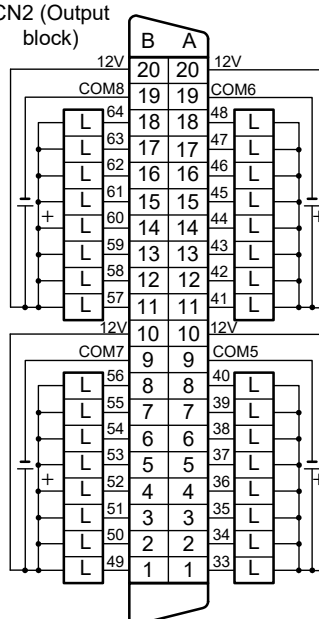 CN2 (Output
block)
B A
12V 20 20 12V
COM8 19 19 COM6
L 64 18 18 48 L
L 63 17 17 47 L
L 62 16 16 46 L
L 61 15 15 45 L
+ L 60 14 14 44 L +
L 59 13 13 43 L
L 58 12 12 42 L
L 57 11 11 41 L
12V 10 10 12V
COM7 9 9 COM5
L 56 8 8 40 L
L 55 7 7 39 L
L 54 6 6 38 L
L 53 5 5 37 L
+ L 52 4 4 36 L +
L 51 3 3 35 L
L 50 2 2 34 L
L 49 1 1 33 L